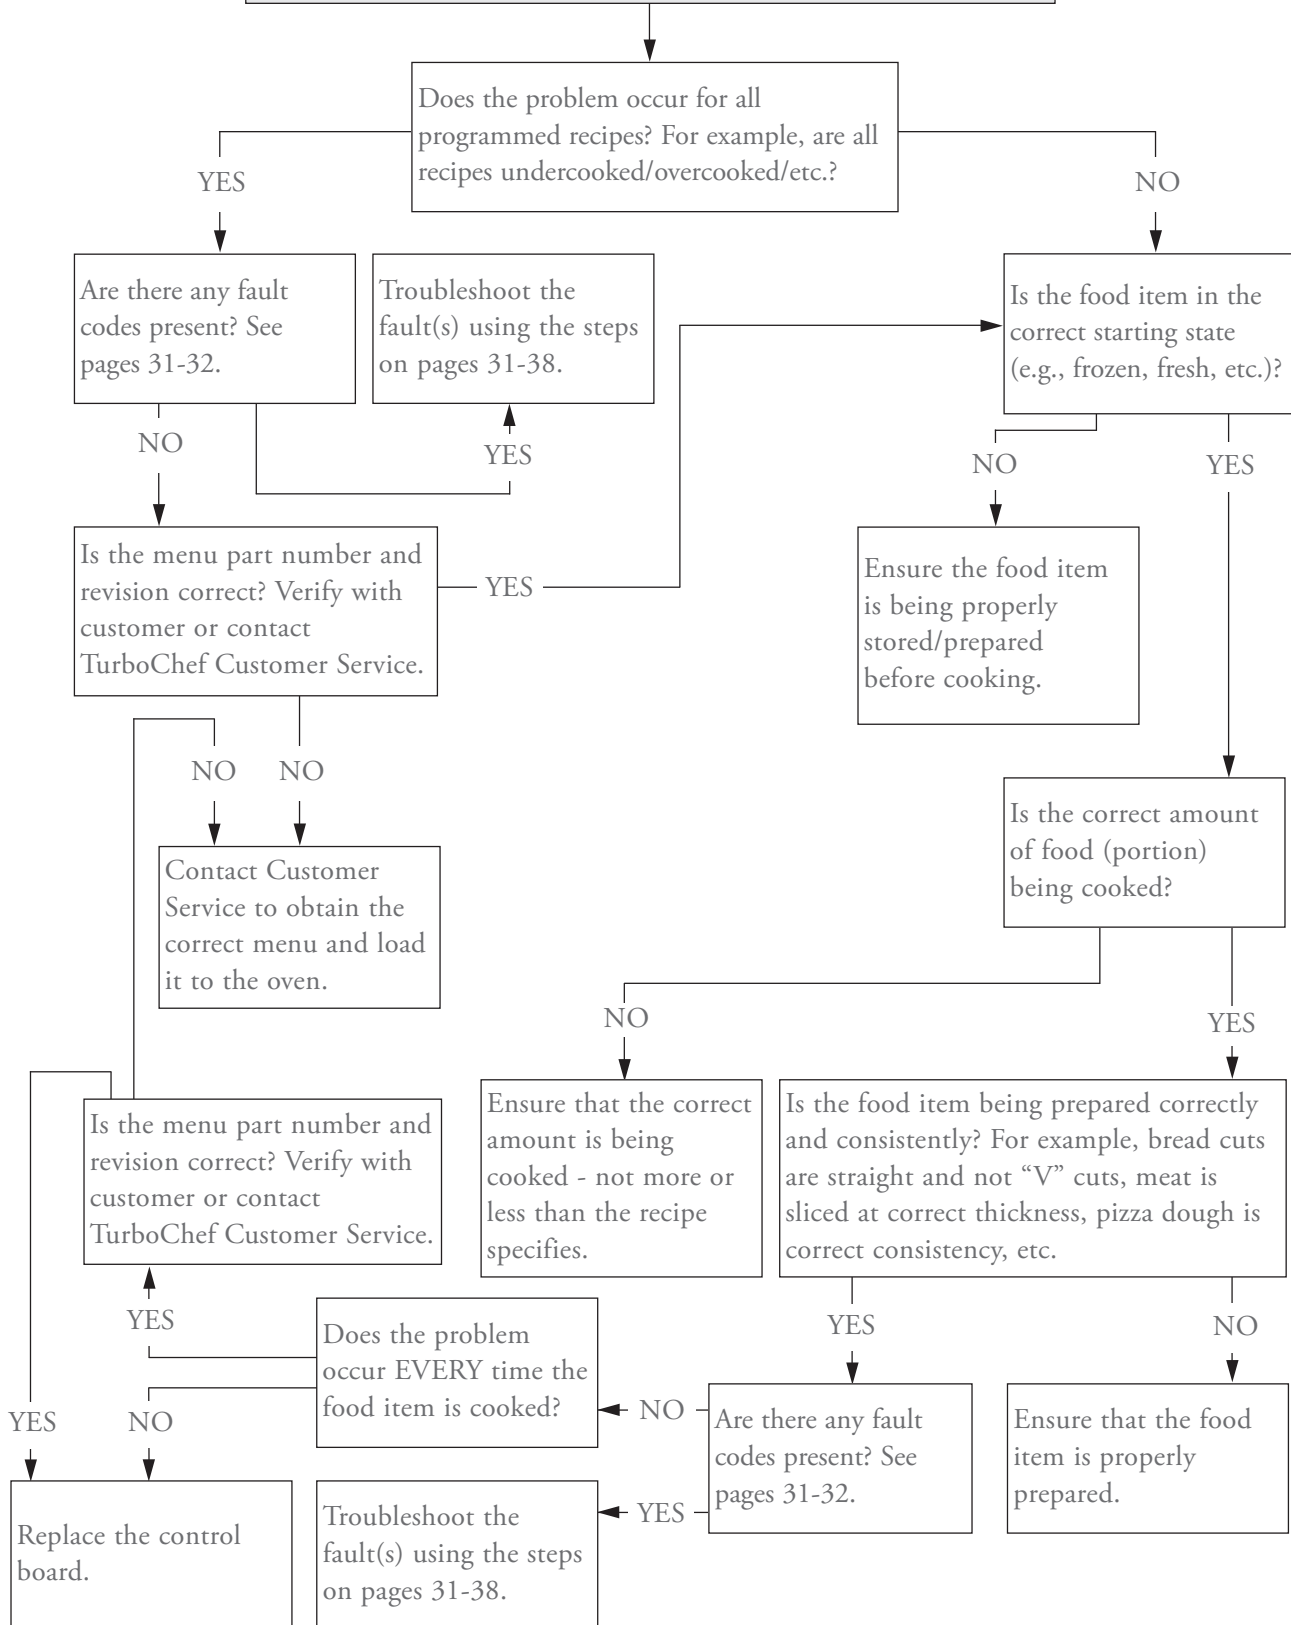 Does the problem occur for all
programmed recipes? For example, are all
recipes undercooked/overcooked/etc.?
YES
NO
Are there any fault
codes present? See
pages 31-32.
Troubleshoot the
fault(s) using the steps
on pages 31-38.
Is the food item in the
correct starting state
(e.g., frozen, fresh, etc.)?
NO
YES
NO
YES
Is the menu part number and
revision correct? Verify with
customer or contact
TurboChef Customer Service.
YES
Ensure the food item
is being properly
stored/prepared
before cooking.
NO
NO
Is the correct amount
of food (portion)
being cooked?
Contact Customer
Service to obtain the
correct menu and load
it to the oven.
NO
YES
Is the menu part number and
revision correct? Verify with
customer or contact
TurboChef Customer Service.
Ensure that the correct
amount is being
cooked - not more or
less than the recipe
specifies.
Is the food item being prepared correctly
and consistently? For example, bread cuts
are straight and not “V” cuts, meat is
sliced at correct thickness, pizza dough is
correct consistency, etc.
YES
YES
NO
Does the problem
occur EVERY time the
food item is cooked?
YES
NO
NO
Are there any fault
codes present? See
pages 31-32.
Ensure that the food
item is properly
prepared.
YES
Replace the control
board.
Troubleshoot the
fault(s) using the steps
on pages 31-38.